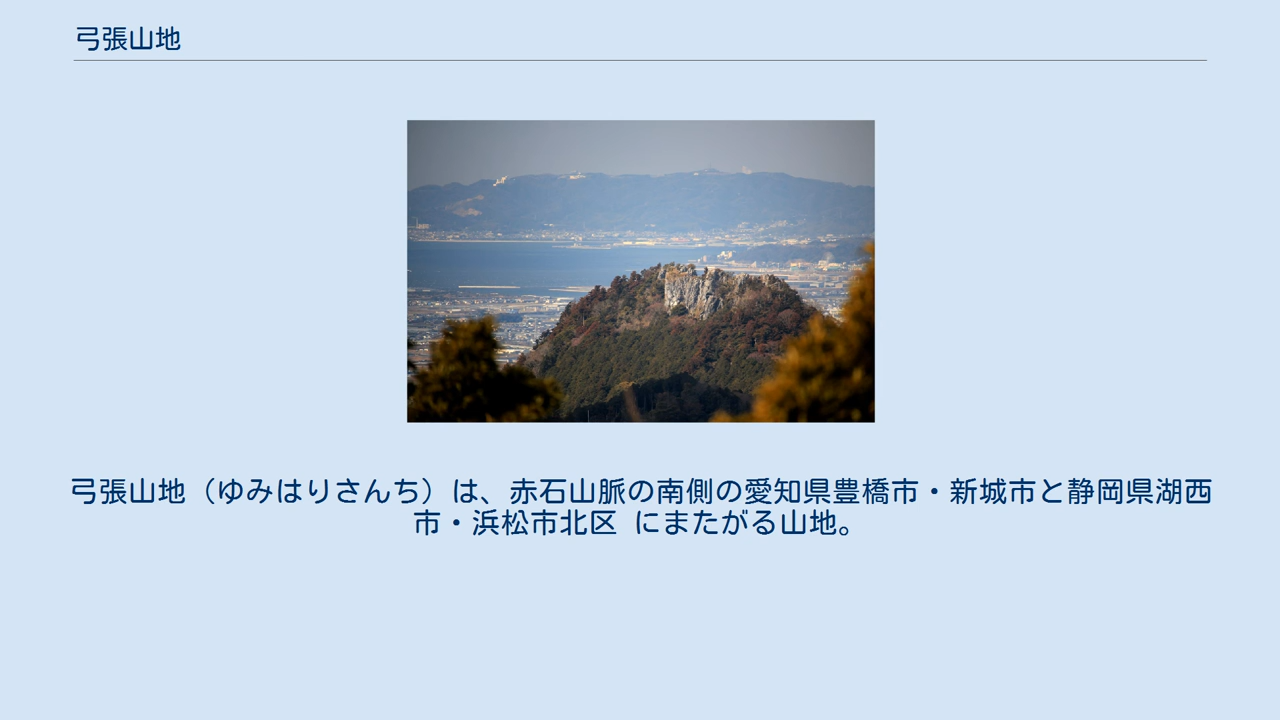 弓張山地
弓張山地（ゆみはりさんち）は、赤石山脈の南側の愛知県豊橋市・新城市と静岡県湖西
市・浜松市北区 にまたがる山地。